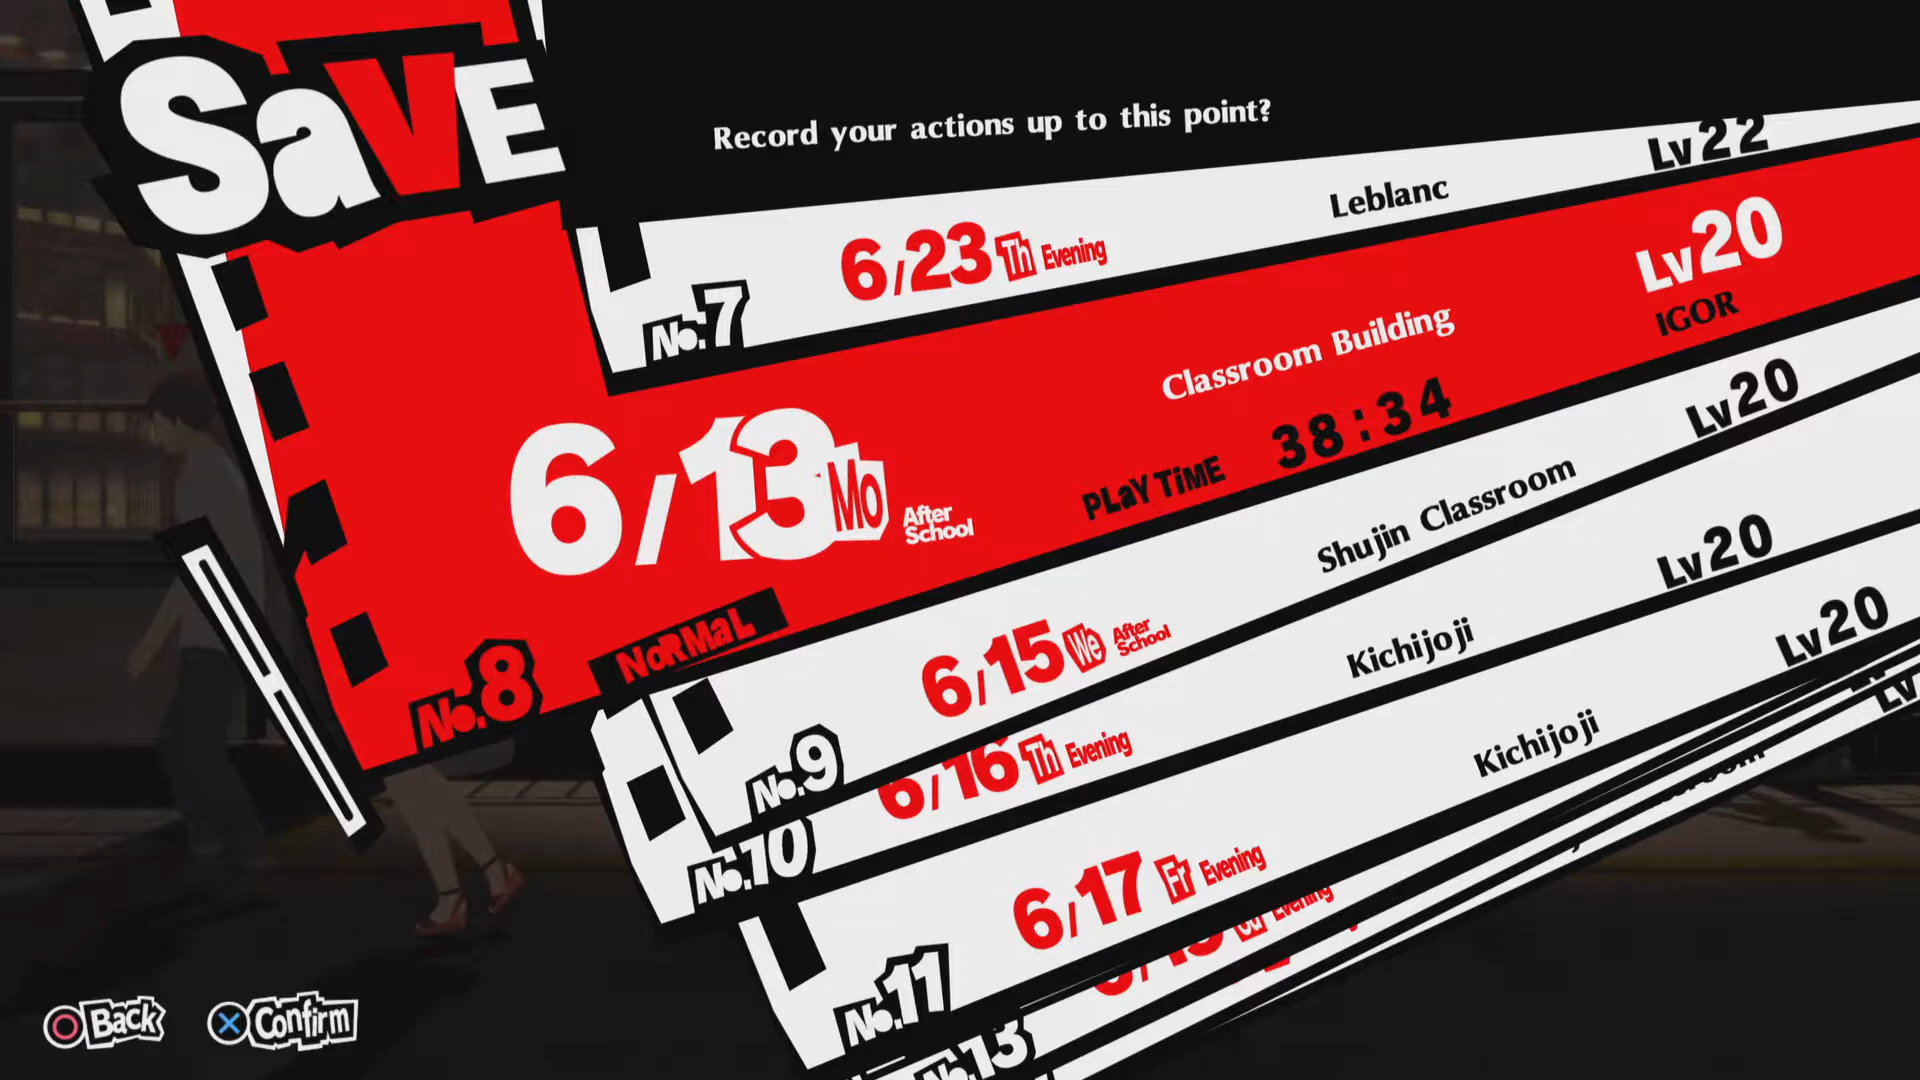 SaVE
Record your actions up to this point?
No.7 6/23 Th Evening Leblanc Lv22
No.8 6/13 Mo After School Classroom Building Lv20
IGOR
PLaY TiME 38:34
NoRMaL
No.9 6/15 We After School Shujin Classroom Lv20
No.10 6/16 Th Evening Kichijoji Lv20
No.11 6/17 Fr Evening Kichijoji Lv20
No.13 Evening Lv
Back Confirm